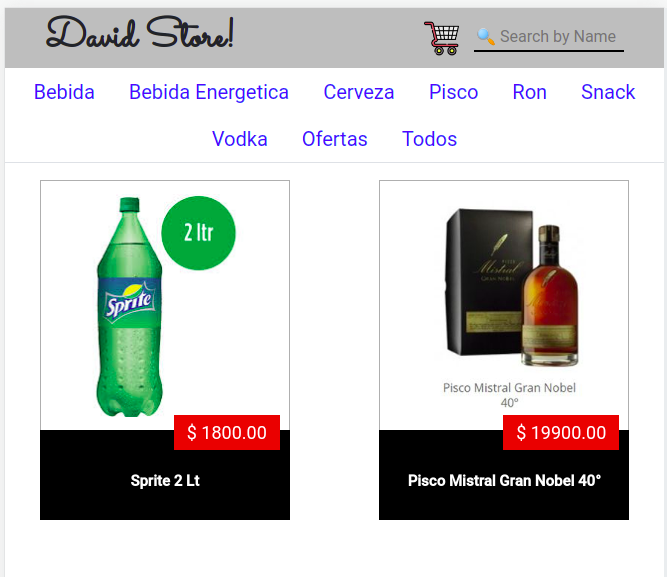 David Store!
🔍 Search by Name
Bebida Bebida Energetica Cerveza Pisco Ron Snack
Vodka Ofertas Todos
2 ltr
Sprite
$ 1800.00
Sprite 2 Lt
Mistral
GRAN NOBEL
Pisco Mistral Gran Nobel
40°
$ 19900.00
Pisco Mistral Gran Nobel 40°